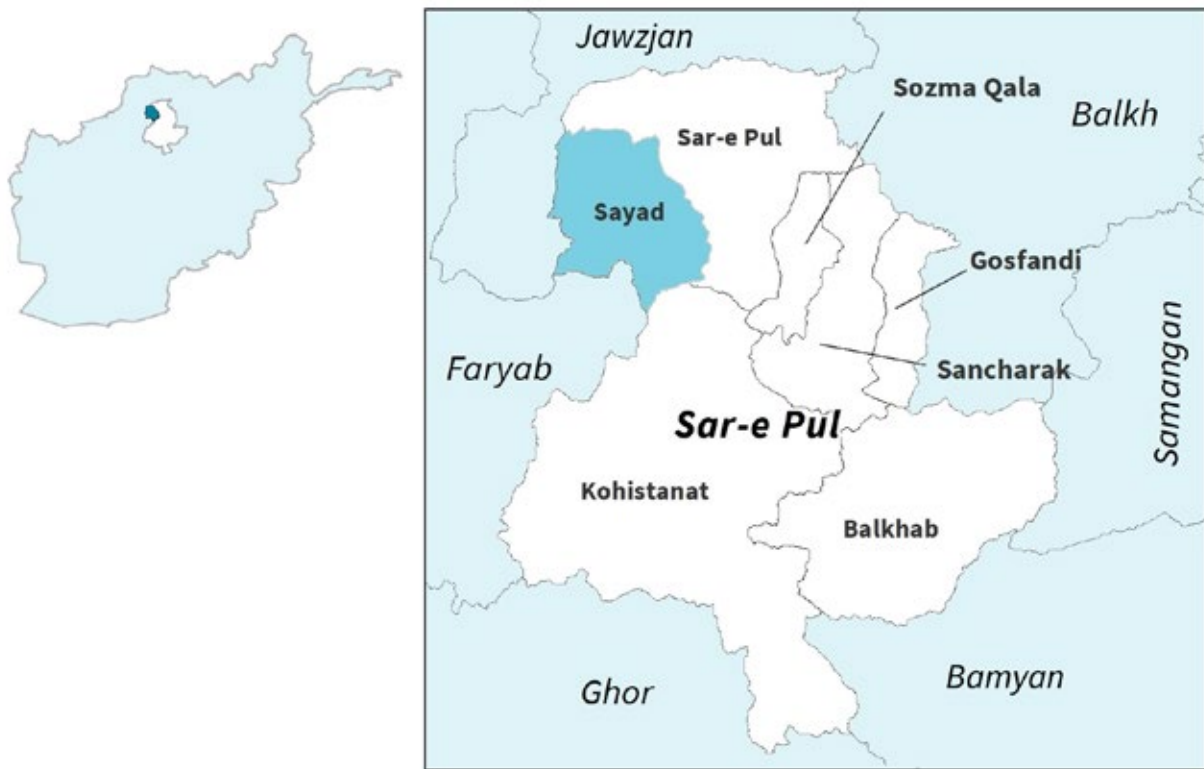 Jawzjan
Sozma Qala
Balkh
Sar-e Pul
Sayad
Gosfandi
Samangan
Faryab
Sancharak
Sar-e Pul
Kohistanat
Balkhab
Bamyan
Ghor